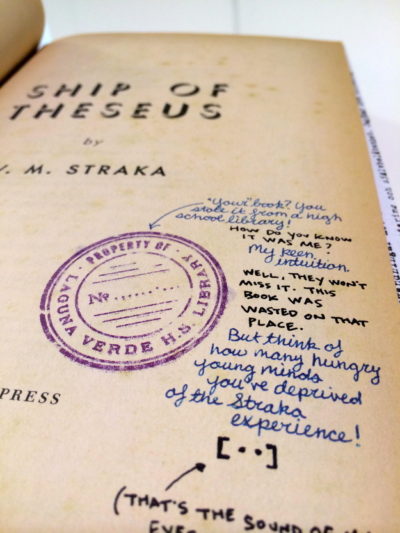 SHIP OF
THESEUS
by
V. M. STRAKA
"Your" book? You
stole it from a high
school library!
HOW DO YOU KNOW
IT WAS ME?
My keen
intuition.
WELL, THEY WON'T
MISS IT. THIS
BOOK WAS
WASTED ON THAT
PLACE.
But think of
how many hungry
young minds
you've deprived
of the Straka
experience!
[••]
(THAT'S THE SOUND OF
PROPERTY OF
LAGUNA VERDE H.S. LIBRARY
No
PRESS